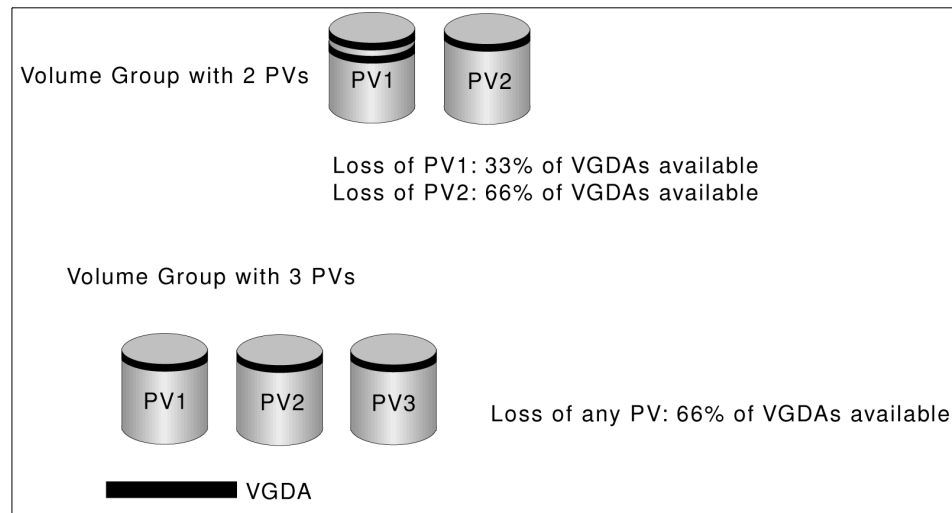 Volume Group with 2 PVs
PV1
PV2
Loss of PV1: 33% of VGDAs available
Loss of PV2: 66% of VGDAs available
Volume Group with 3 PVs
PV1
PV2
PV3
Loss of any PV: 66% of VGDAs available
VGDA